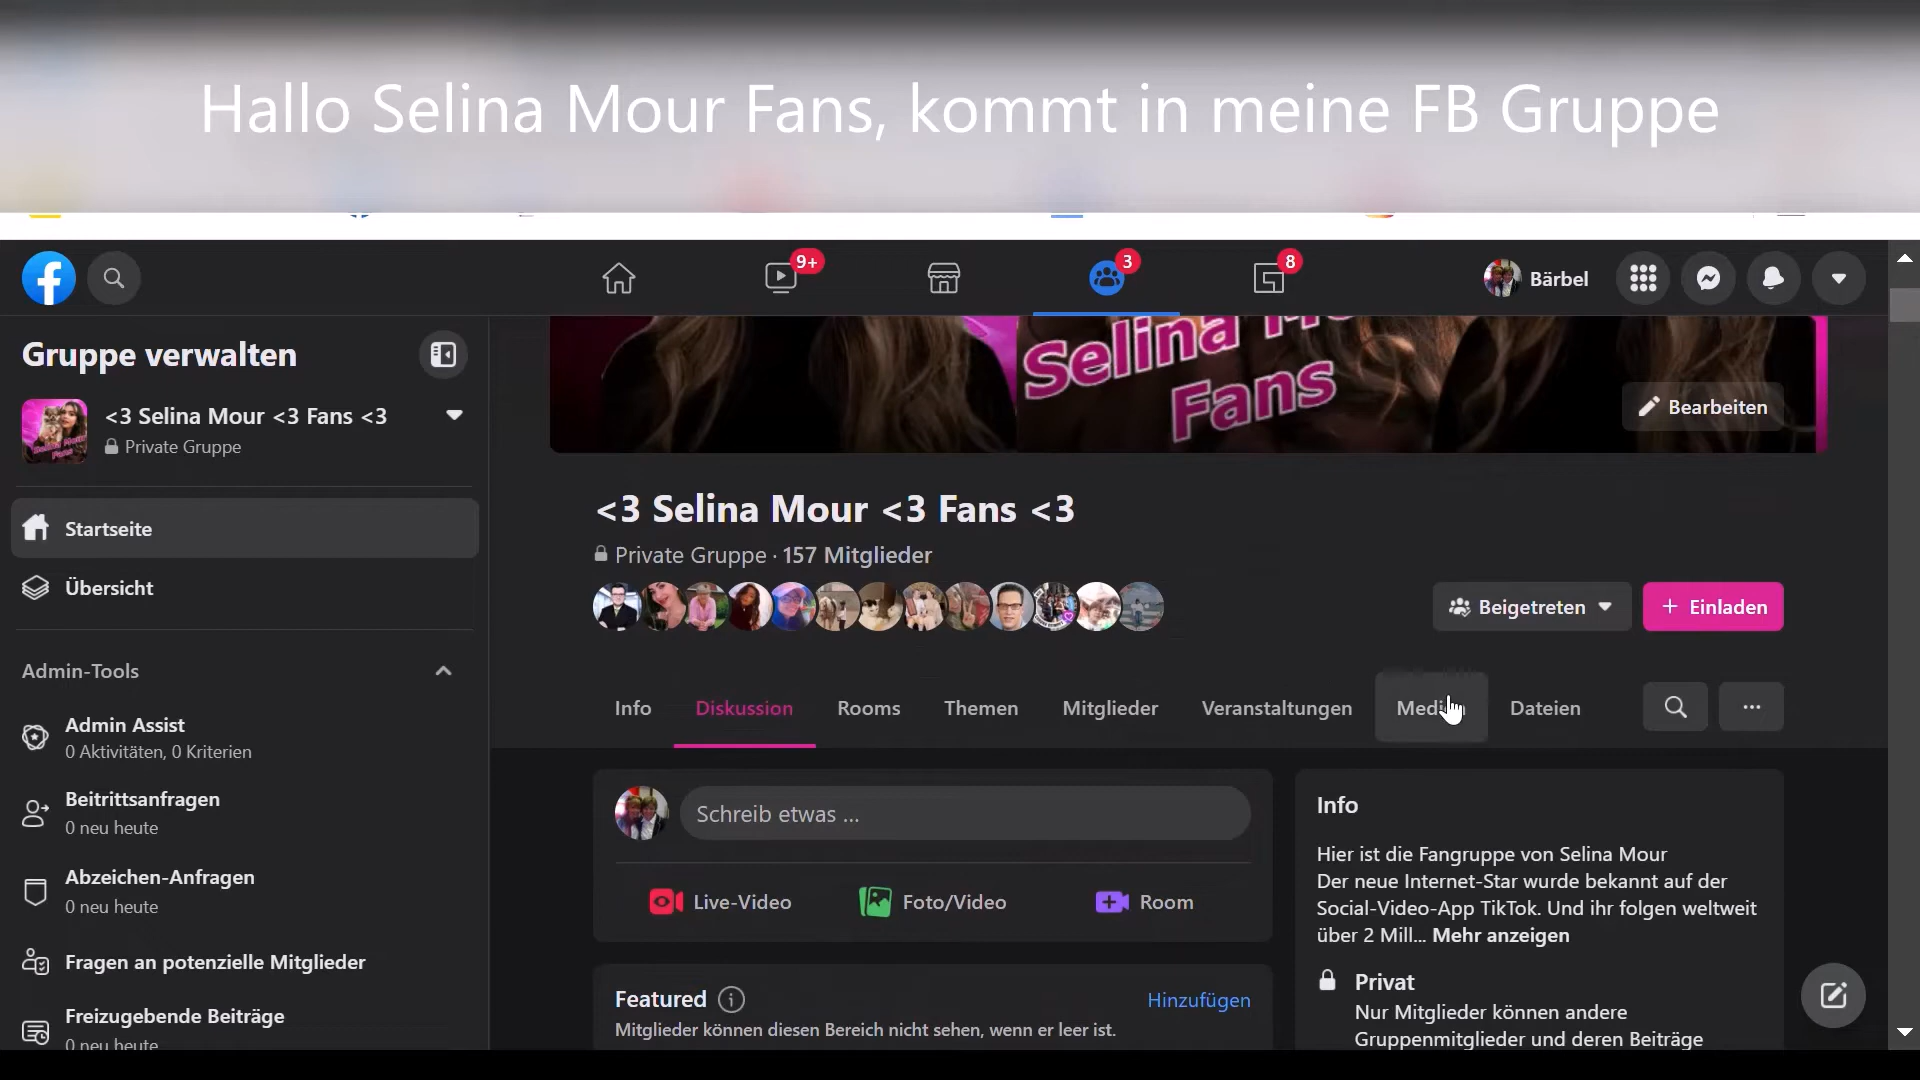 Hallo Selina Mour Fans, kommt in meine FB Gruppe
9+
3
8
Bärbel
Gruppe verwalten
<3 Selina Mour <3 Fans <3
Private Gruppe
Startseite
Übersicht
Admin-Tools
Admin Assist
0 Aktivitäten, 0 Kriterien
Beitrittsanfragen
0 neu heute
Abzeichen-Anfragen
0 neu heute
Fragen an potenzielle Mitglieder
Freizugebende Beiträge
0 neu heute
Selina
Fans
Bearbeiten
<3 Selina Mour <3 Fans <3
Private Gruppe · 157 Mitglieder
Beigetreten
+ Einladen
Info Diskussion Rooms Themen Mitglieder Veranstaltungen Medien Dateien
Schreib etwas ...
Live-Video Foto/Video Room
Featured
Hinzufügen
Mitglieder können diesen Bereich nicht sehen, wenn er leer ist.
Info
Hier ist die Fangruppe von Selina Mour
Der neue Internet-Star wurde bekannt auf der
Social-Video-App TikTok. Und ihr folgen weltweit
über 2 Mill... Mehr anzeigen
Privat
Nur Mitglieder können andere
Gruppenmitglieder und deren Beiträge